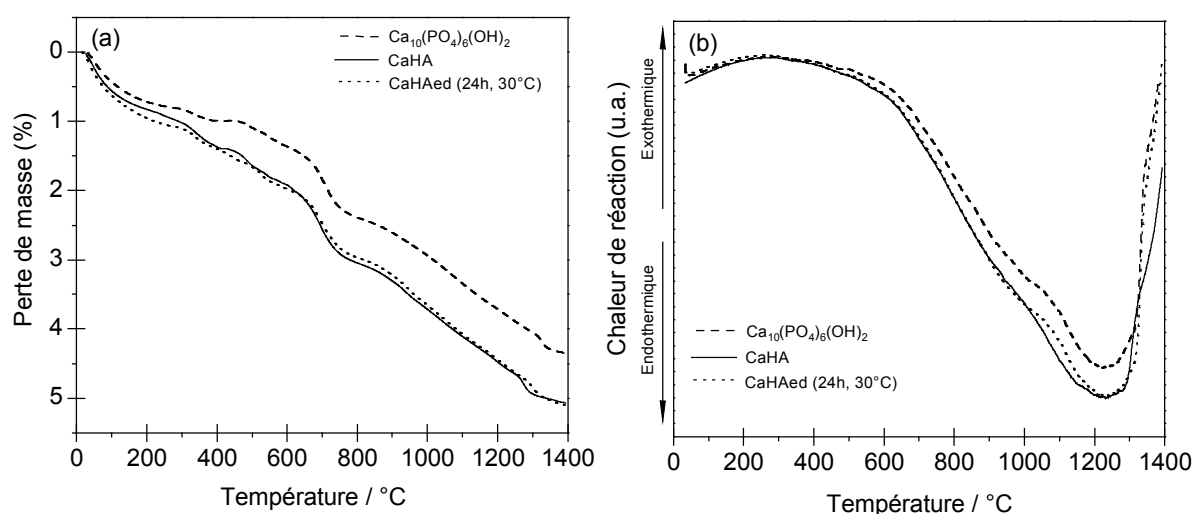 (a)
Ca10(PO4)6(OH)2
CaHA
CaHAed (24h, 30°C)
Perte de masse (%)
0
1
2
3
4
5
0 200 400 600 800 1000 1200 1400
Température / °C
(b)
Exothermique
Chaleur de réaction (u.a.)
Endothermique
Ca10(PO4)6(OH)2
CaHA
CaHAed (24h, 30°C)
0 200 400 600 800 1000 1200 1400
Température / °C